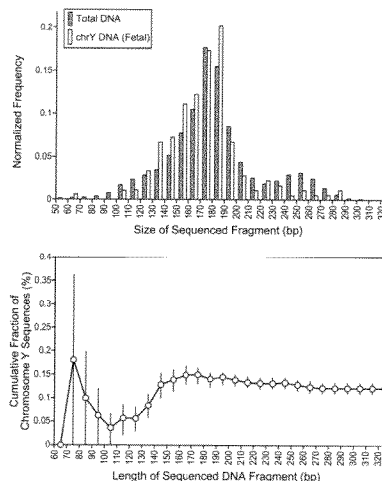 Total DNA
chrY DNA (Fetal)
Normalized Frequency
0.2
0.15
0.1
0.05
0
50 60 70 80 90 100 110 120 130 140 150 160 170 180 190 200 210 220 230 240 250 260 270 280 290 300 310 320
Size of Sequenced Fragment (bp)
Cumulative Fraction of
Chromosome Y Sequences (%)
0.4
0.35
0.3
0.25
0.2
0.15
0.1
0.05
0
60 70 80 90 100 110 120 130 140 150 160 170 180 190 200 210 220 230 240 250 260 270 280 290 300 310 320
Length of Sequenced DNA Fragment (bp)